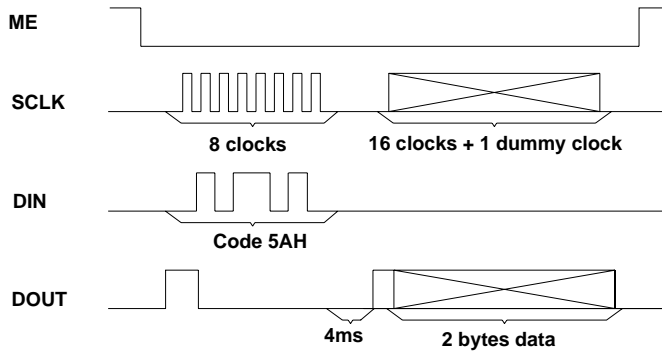 ME
SCLK
8 clocks
16 clocks + 1 dummy clock
DIN
Code 5AH
DOUT
4ms
2 bytes data